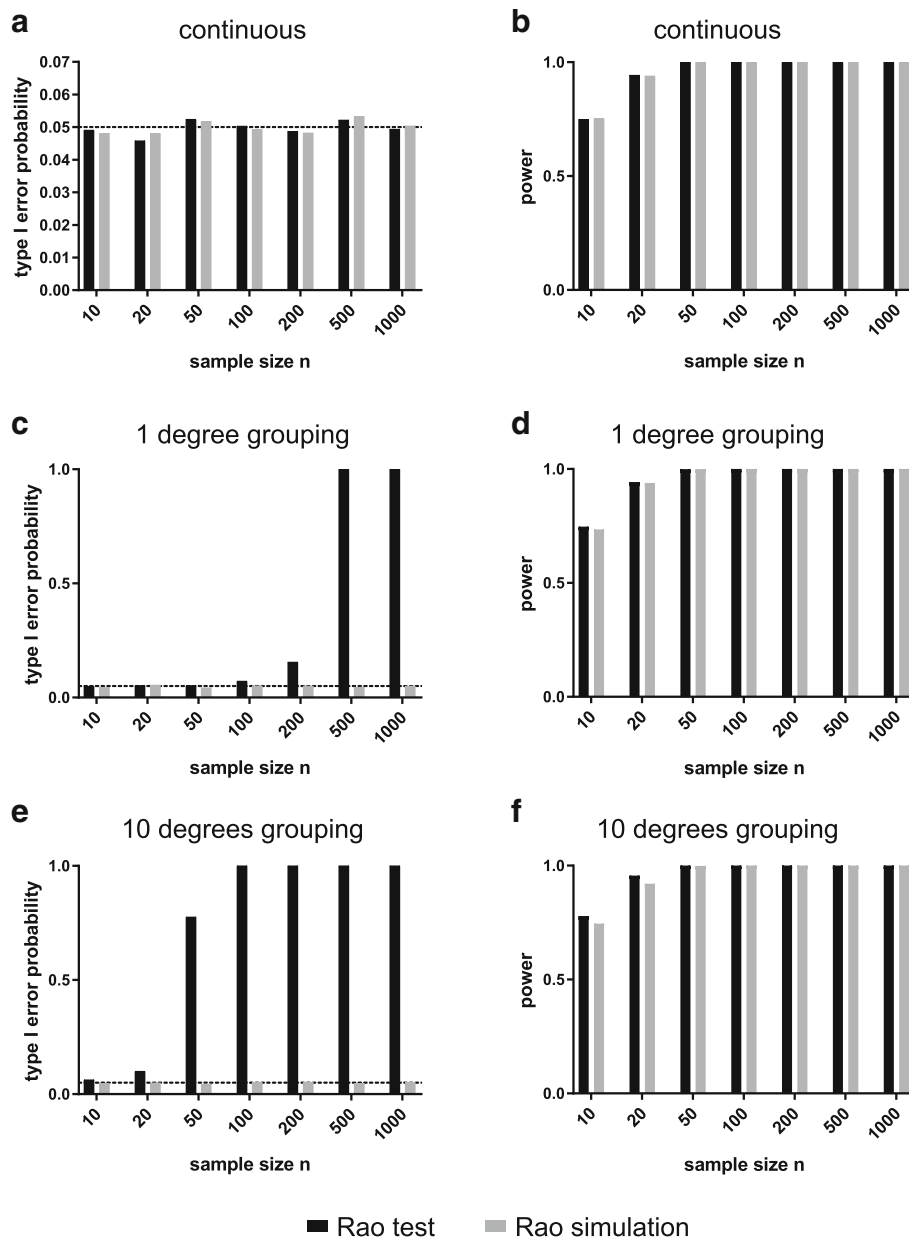 a
continuous
type I error probability
0.07
0.06
0.05
0.04
0.03
0.02
0.01
0.00
10
20
50
100
200
500
1000
sample size n
b
continuous
power
1.0
0.5
0.0
10
20
50
100
200
500
1000
sample size n
c
1 degree grouping
type I error probability
1.0
0.5
0.0
10
20
50
100
200
500
1000
sample size n
d
1 degree grouping
power
1.0
0.5
0.0
10
20
50
100
200
500
1000
sample size n
e
10 degrees grouping
type I error probability
1.0
0.5
0.0
10
20
50
100
200
500
1000
sample size n
f
10 degrees grouping
power
1.0
0.5
0.0
10
20
50
100
200
500
1000
sample size n
Rao test
Rao simulation